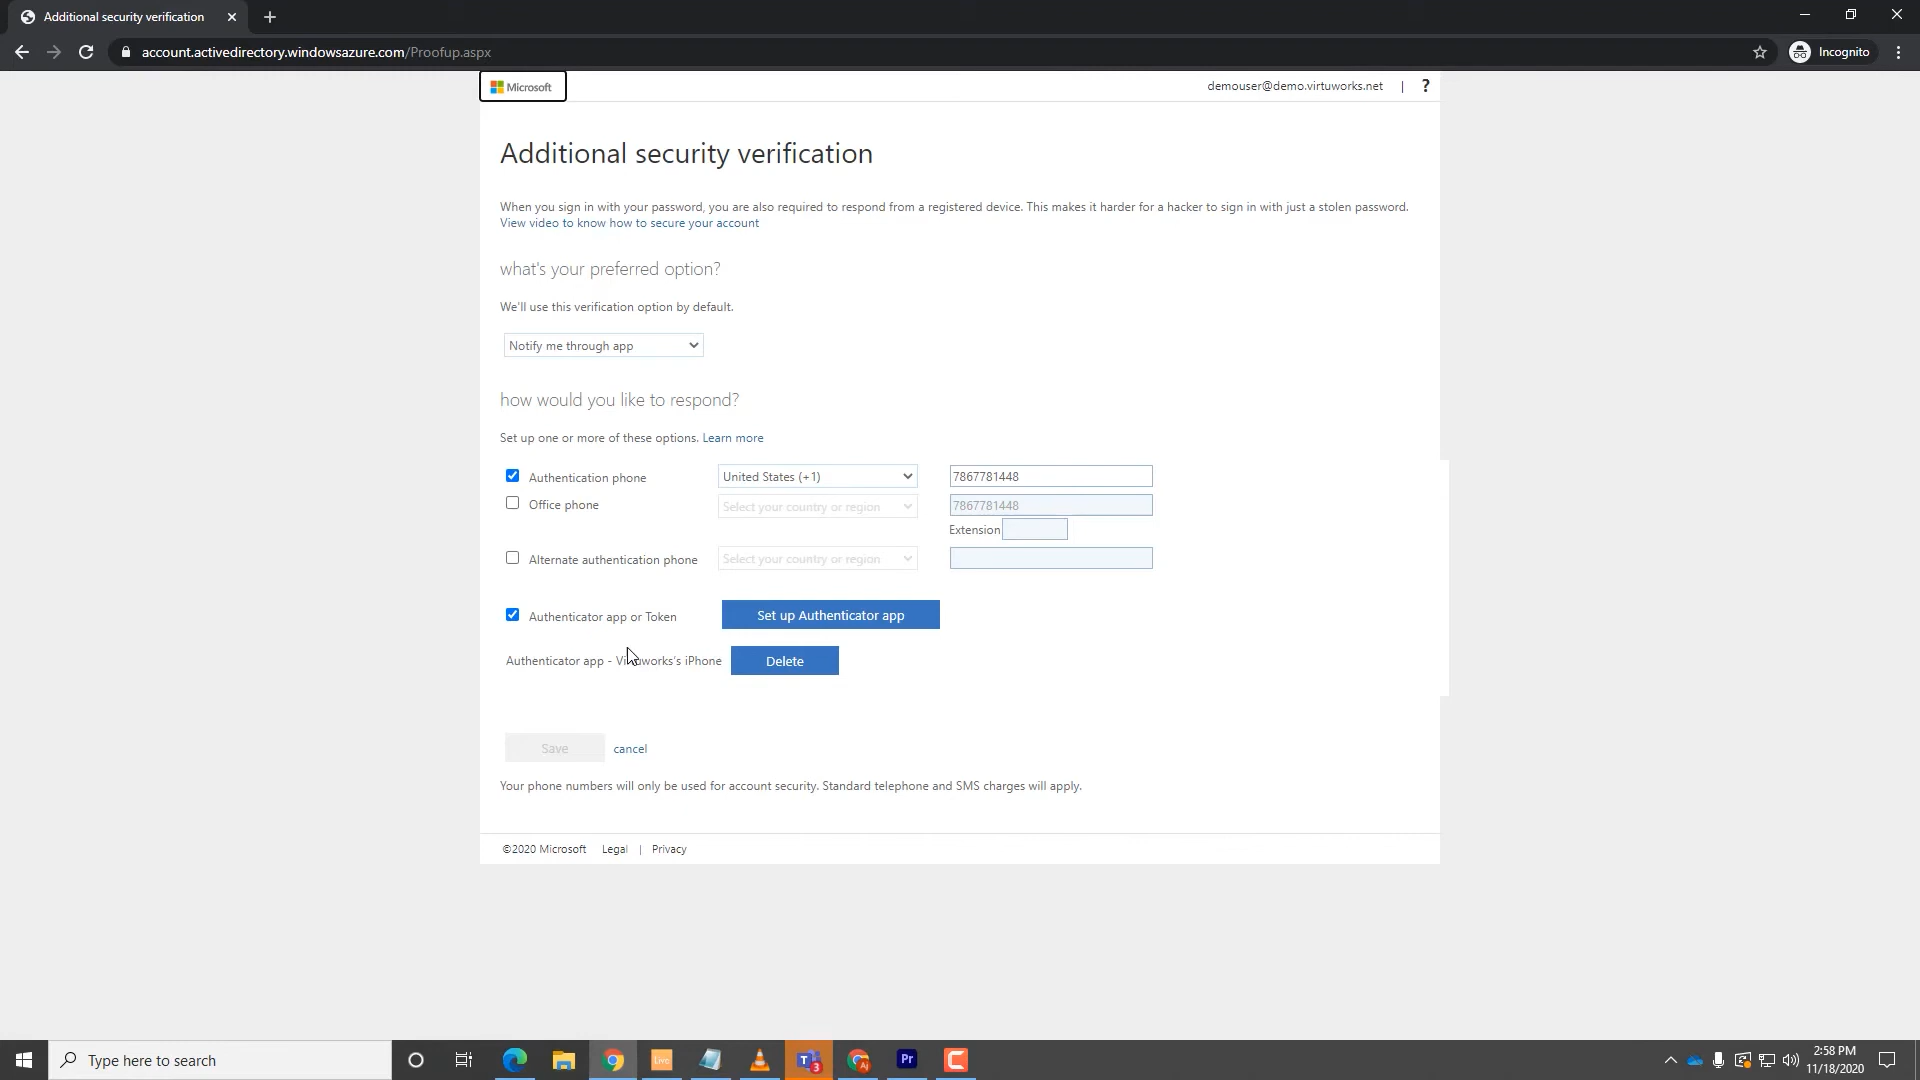 Additional security verification
account.activedirectory.windowsazure.com/Proofup.aspx
Incognito
Microsoft
demouser@demo.virtuworks.net | ?
Additional security verification
When you sign in with your password, you are also required to respond from a registered device. This makes it harder for a hacker to sign in with just a stolen password.
View video to know how to secure your account
what's your preferred option?
We'll use this verification option by default.
Notify me through app
how would you like to respond?
Set up one or more of these options. Learn more
Authentication phone United States (+1) 7867781448
Office phone Select your country or region 7867781448
Extension
Alternate authentication phone Select your country or region
Authenticator app or Token Set up Authenticator app
Authenticator app - Virtuworks's iPhone Delete
Save cancel
Your phone numbers will only be used for account security. Standard telephone and SMS charges will apply.
©2020 Microsoft Legal | Privacy
Type here to search
Live
T 3
Ai
Pr
2:58 PM
11/18/2020